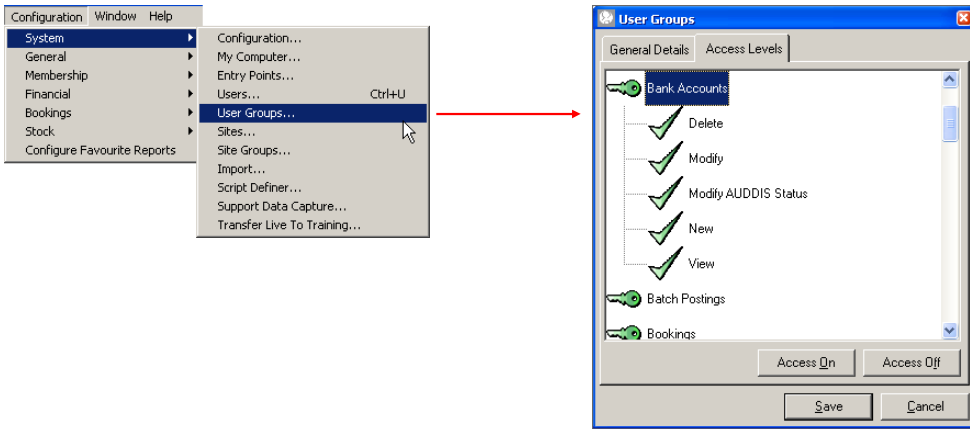 Configuration Window Help
System
General
Membership
Financial
Bookings
Stock
Configure Favourite Reports
Configuration...
My Computer...
Entry Points...
Users... Ctrl+U
User Groups...
Sites...
Site Groups...
Import...
Script Definer...
Support Data Capture...
Transfer Live To Training...
User Groups
General Details Access Levels
Bank Accounts
Delete
Modify
Modify AUDDIS Status
New
View
Batch Postings
Bookings
Access On Access Off
Save Cancel